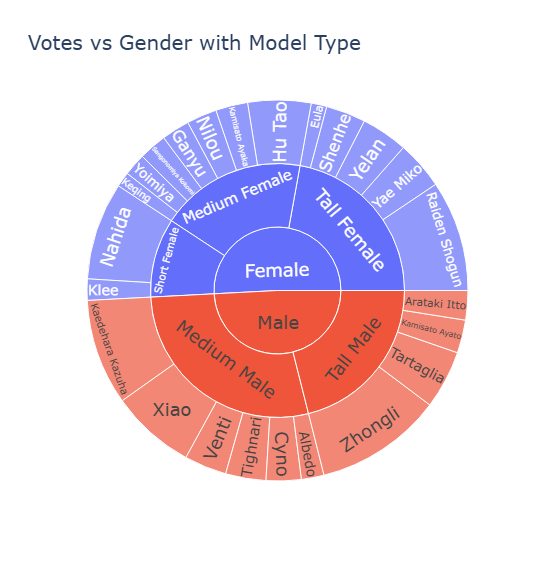 Votes vs Gender with Model Type
Female
Male
Tall Female
Medium Female
Short Female
Medium Male
Tall Male
Raiden Shogun
Yae Miko
Yelan
Shenhe
Eula
Hu Tao
Kamisato Ayaka
Nilou
Ganyu
Sangonomiya Kokomi
Yoimiya
Keqing
Nahida
Klee
Kaedehara Kazuha
Xiao
Venti
Tighnari
Cyno
Albedo
Zhongli
Tartaglia
Kamisato Ayato
Arataki Itto